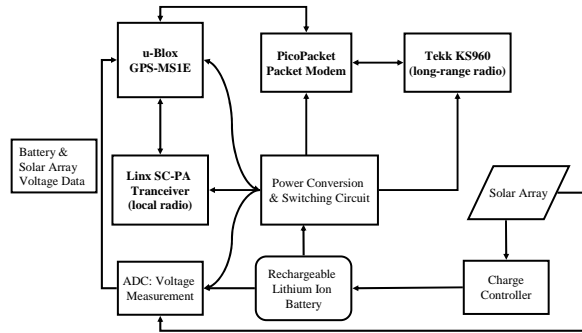 u-Blox
GPS-MS1E
PicoPacket
Packet Modem
Tekk KS960
(long-range radio)
Battery &
Solar Array
Voltage Data
Linx SC-PA
Tranceiver
(local radio)
Power Conversion
& Switching Circuit
Solar Array
ADC: Voltage
Measurement
Rechargeable
Lithium Ion
Battery
Charge
Controller